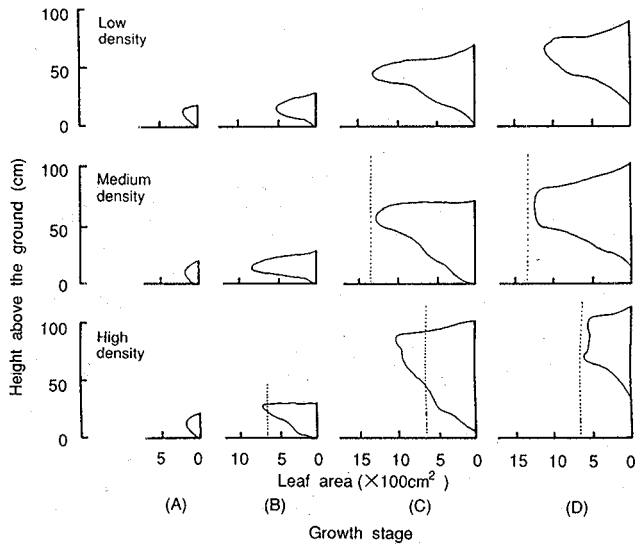 100
Low
density
50
0
100
Medium
density
50
0
Height above the ground (cm)
100
High
density
50
0
5 0 10 5 0 15 10 5 0 15 10 5 0
Leaf area (×100cm²)
(A) (B) (C) (D)
Growth stage